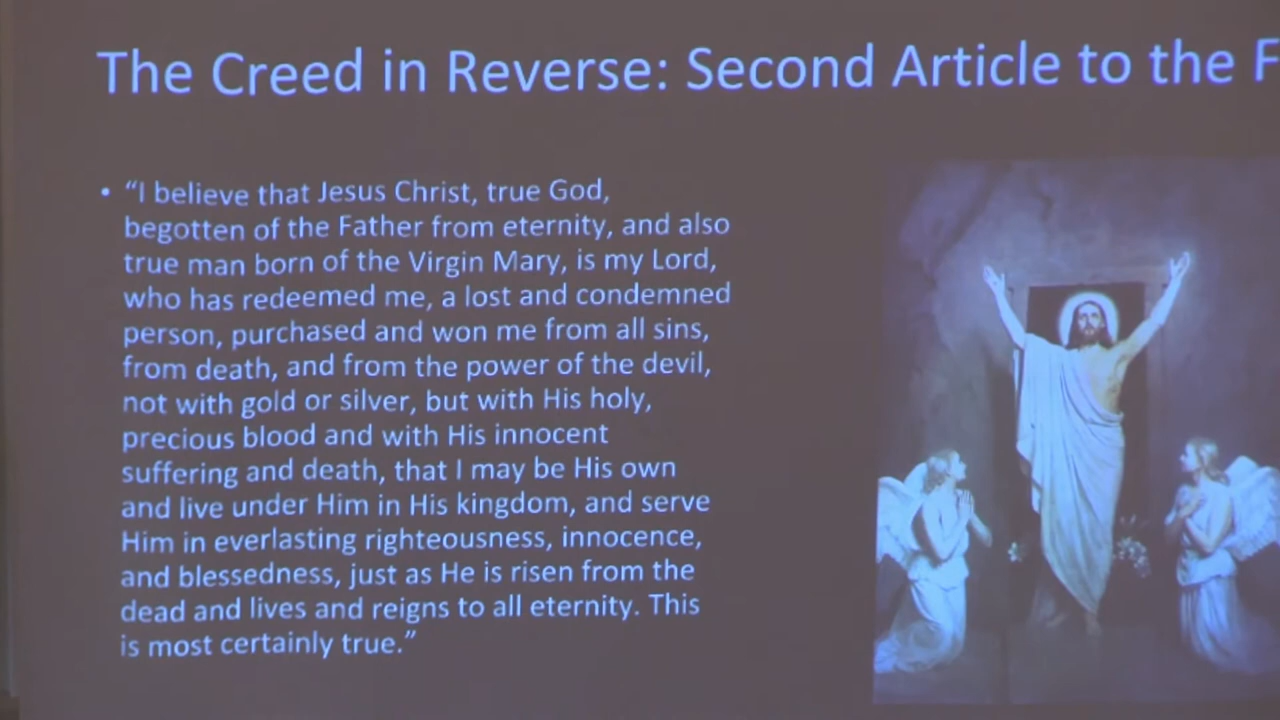 The Creed in Reverse: Second Article to the F
• “I believe that Jesus Christ, true God,
begotten of the Father from eternity, and also
true man born of the Virgin Mary, is my Lord,
who has redeemed me, a lost and condemned
person, purchased and won me from all sins,
from death, and from the power of the devil,
not with gold or silver, but with His holy,
precious blood and with His innocent
suffering and death, that I may be His own
and live under Him in His kingdom, and serve
Him in everlasting righteousness, innocence,
and blessedness, just as He is risen from the
dead and lives and reigns to all eternity. This
is most certainly true.”